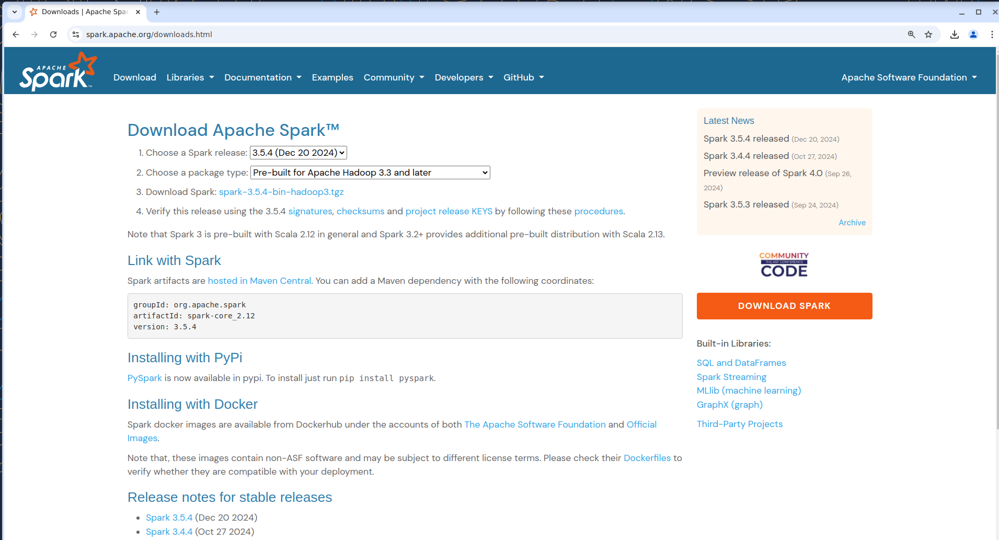 Downloads | Apache Spar
spark.apache.org/downloads.html
APACHE
Spark™
Download Libraries Documentation Examples Community Developers GitHub Apache Software Foundation
Download Apache Spark™
1. Choose a Spark release: 3.5.4 (Dec 20 2024)
2. Choose a package type: Pre-built for Apache Hadoop 3.3 and later
3. Download Spark: spark-3.5.4-bin-hadoop3.tgz
4. Verify this release using the 3.5.4 signatures, checksums and project release KEYS by following these procedures.
Note that Spark 3 is pre-built with Scala 2.12 in general and Spark 3.2+ provides additional pre-built distribution with Scala 2.13.
Link with Spark
Spark artifacts are hosted in Maven Central. You can add a Maven dependency with the following coordinates:
groupId: org.apache.spark
artifactId: spark-core_2.12
version: 3.5.4
Installing with PyPi
PySpark is now available in pypi. To install just run pip install pyspark.
Installing with Docker
Spark docker images are available from Dockerhub under the accounts of both The Apache Software Foundation and Official
Images.
Note that, these images contain non-ASF software and may be subject to different license terms. Please check their Dockerfiles to
verify whether they are compatible with your deployment.
Release notes for stable releases
• Spark 3.5.4 (Dec 20 2024)
• Spark 3.4.4 (Oct 27 2024)
Latest News
Spark 3.5.4 released (Dec 20, 2024)
Spark 3.4.4 released (Oct 27, 2024)
Preview release of Spark 4.0 (Sep 26,
2024)
Spark 3.5.3 released (Sep 24, 2024)
Archive
COMMUNITY
THE ASF CONFERENCE
CODE
DOWNLOAD SPARK
Built-in Libraries:
SQL and DataFrames
Spark Streaming
MLlib (machine learning)
GraphX (graph)
Third-Party Projects